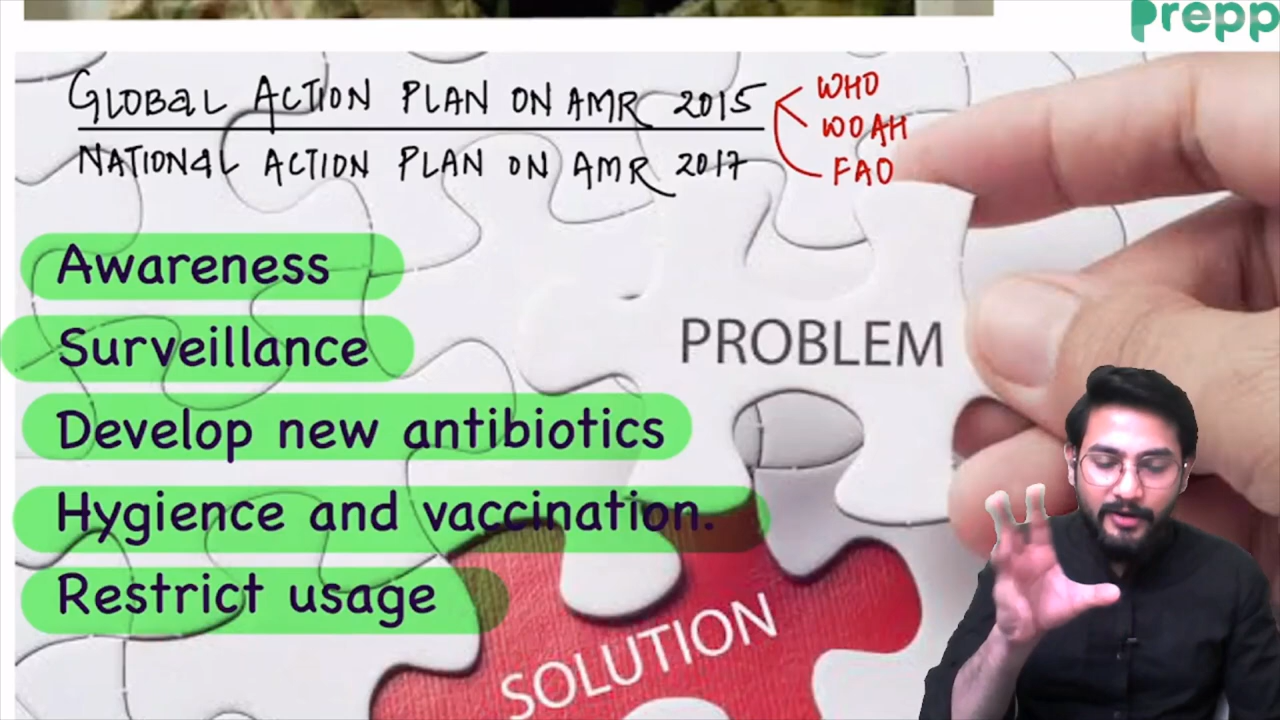 prepp
GLOBAL ACTION PLAN ON AMR 2015
WHO
WOAH
FAO
NATIONAL ACTION PLAN ON AMR 2017
Awareness
Surveillance
Develop new antibiotics
Hygience and vaccination.
Restrict usage
PROBLEM
SOLUTION